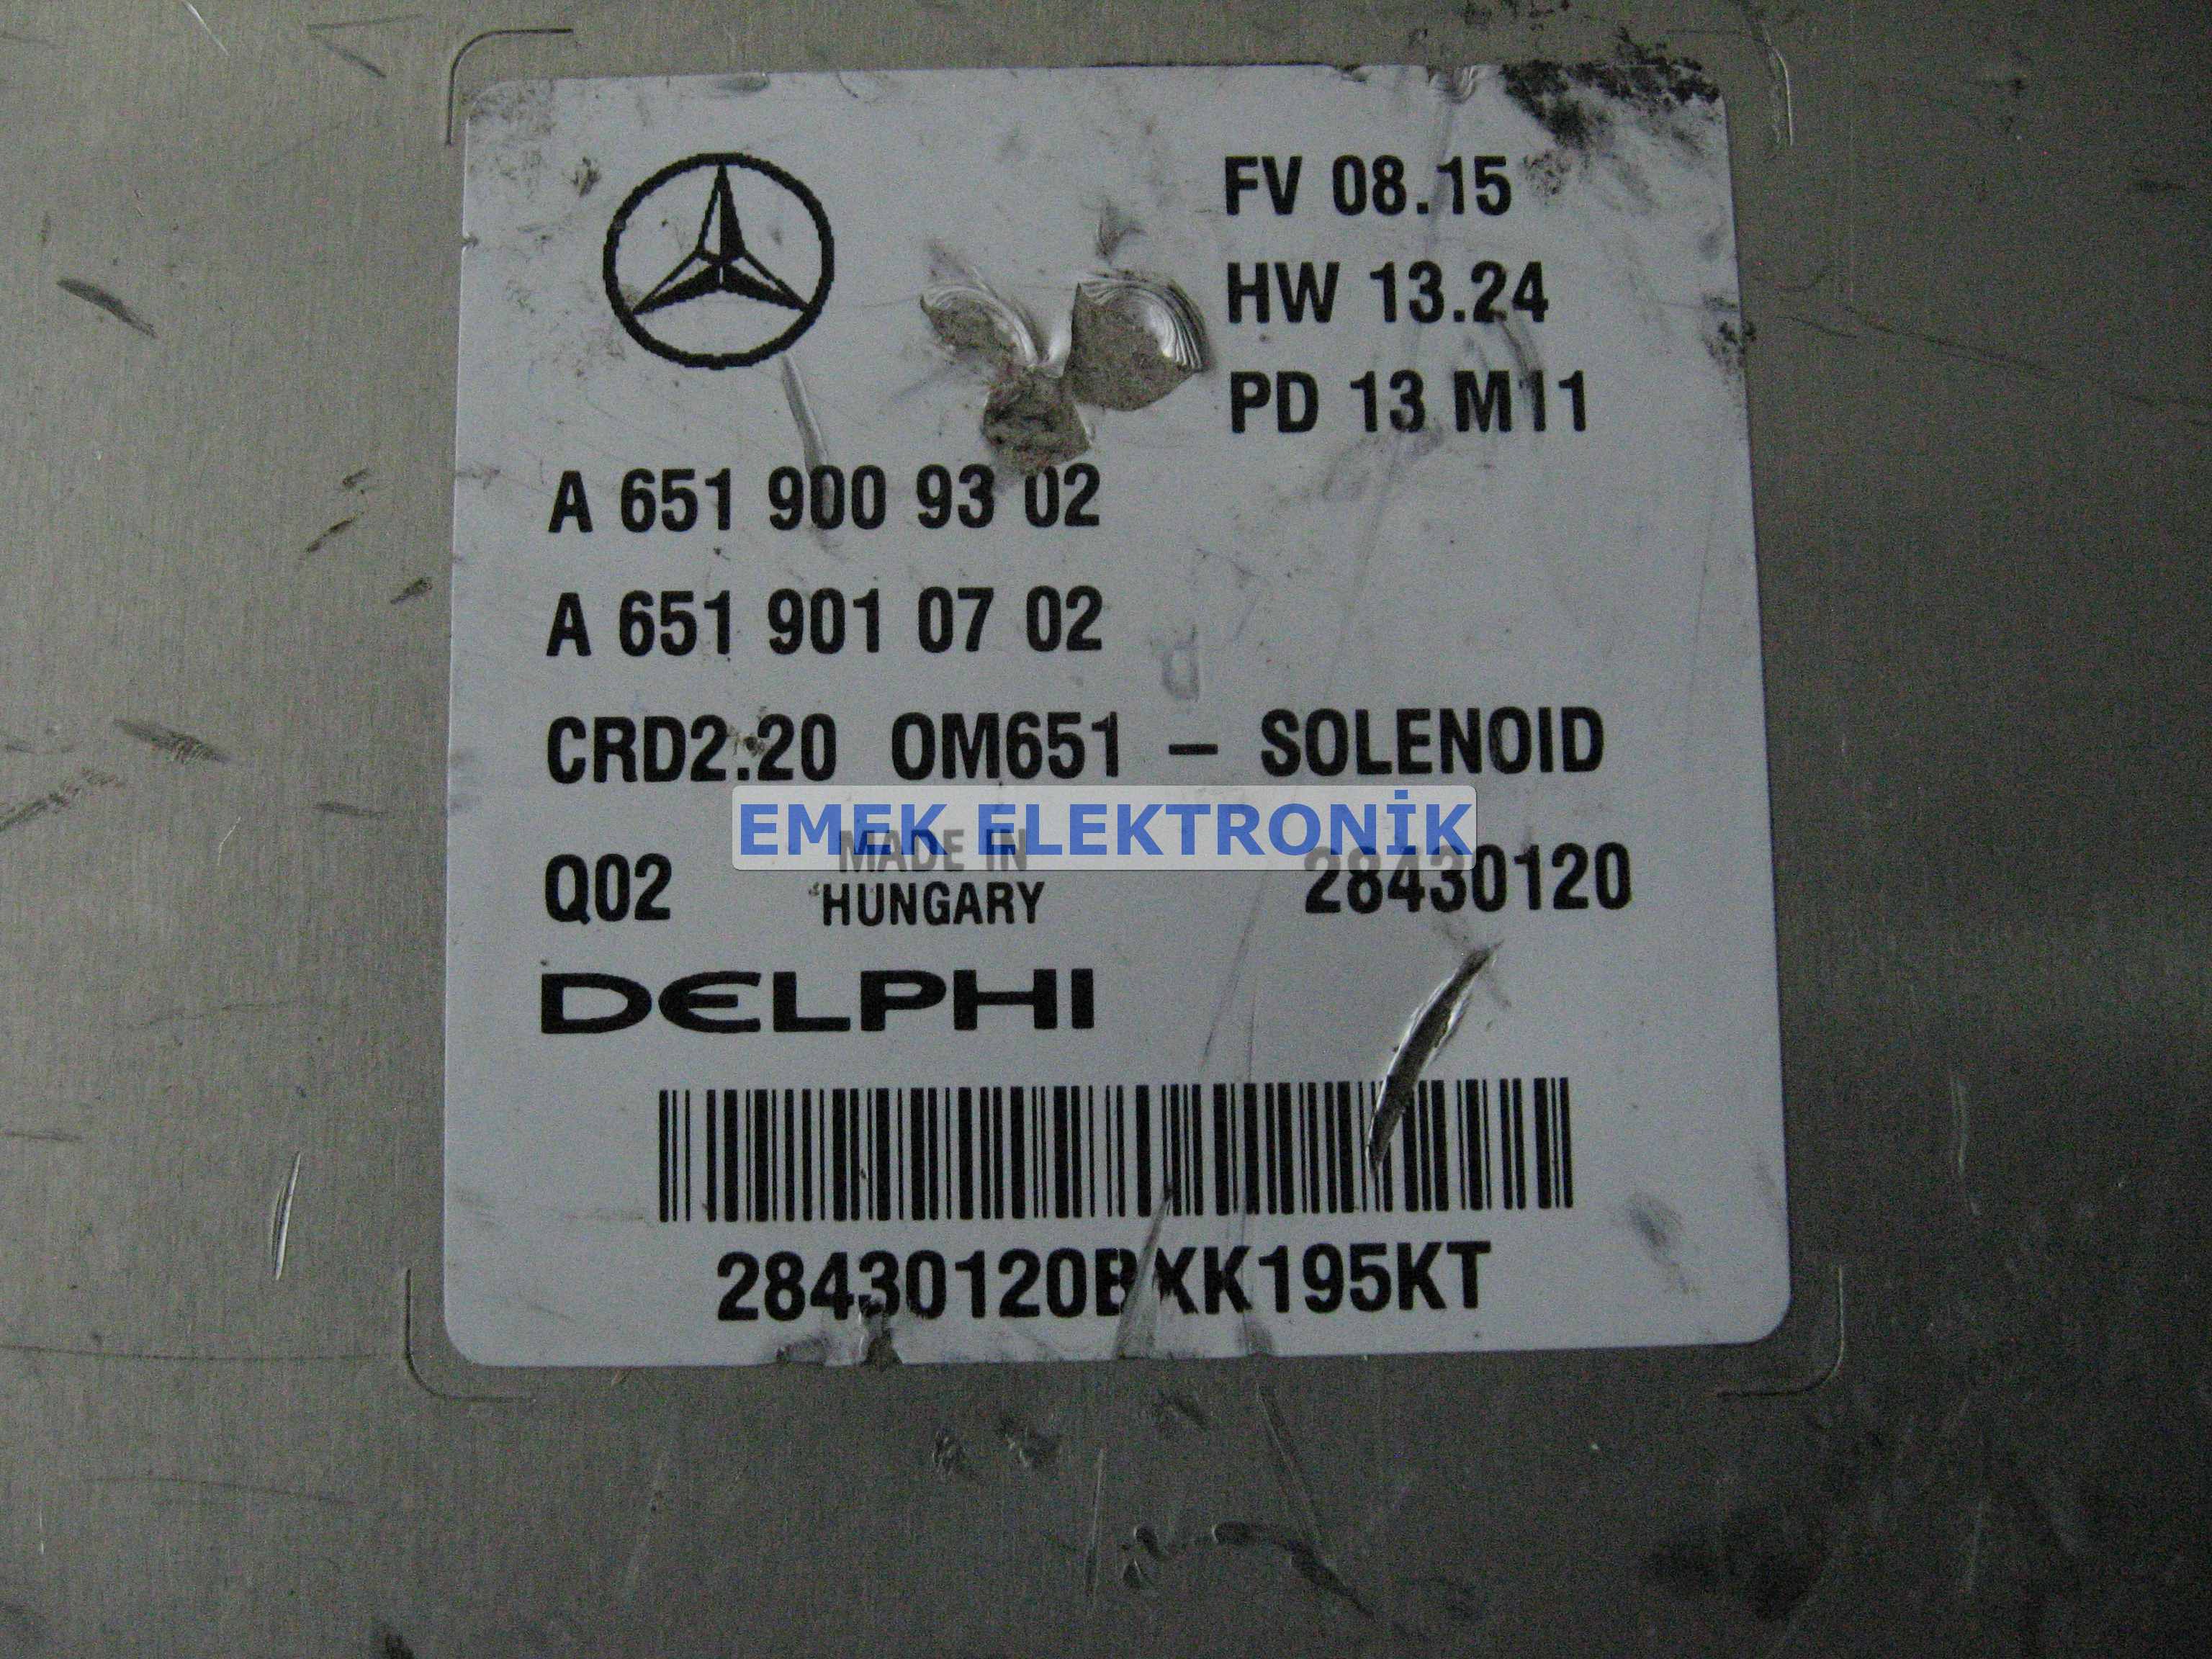 FV 08.15
HW 13.24
PD 13 M11
A 651 900 93 02
A 651 901 07 02
CRD2.20 OM651 – SOLENOID
EMEK ELEKTRONİK
Q02 MADE IN HUNGARY 28430120
DELPHI
28430120BXK195KT